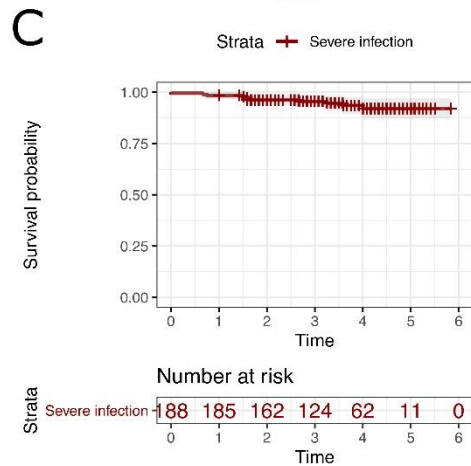 C
Strata Severe infection
Survival probability
1.00
0.75
0.50
0.25
0.00
0 1 2 3 4 5 6
Time
Number at risk
Strata
Severe infection 188 185 162 124 62 11 0
0 1 2 3 4 5 6
Time